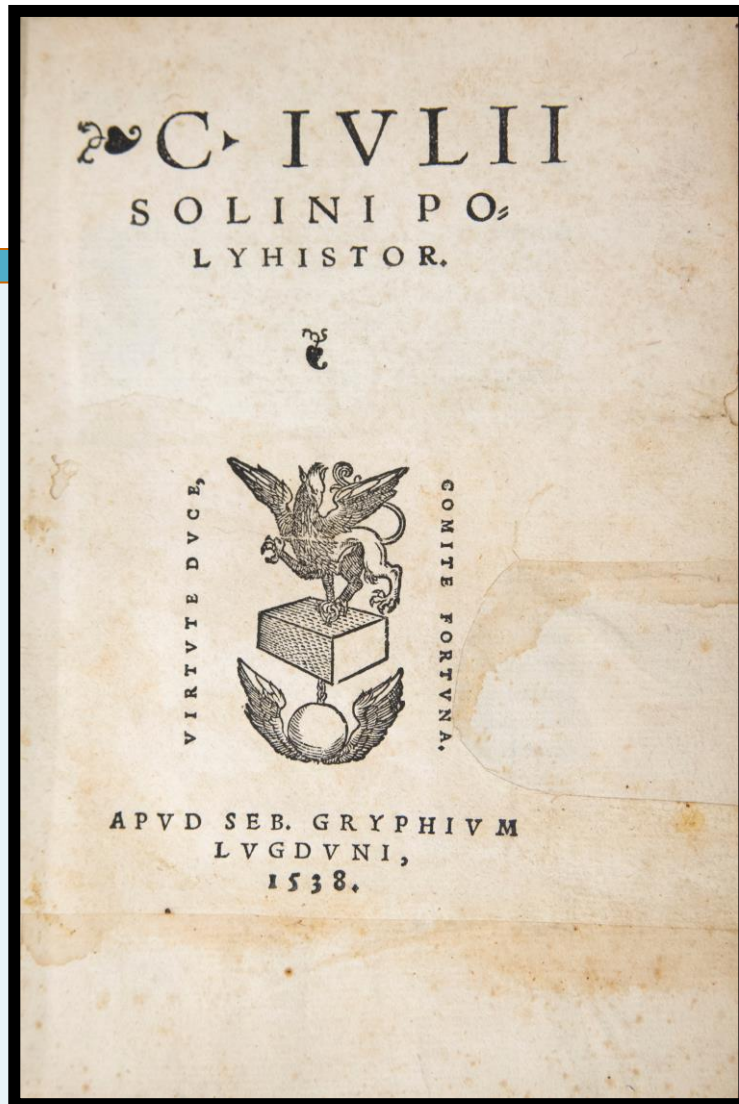 C· IVLII
SOLINI PO⸗
LYHISTOR.
VIRTVTE DVCE,
COMITE FORTVNA.
APVD SEB. GRYPHIVM
LVGDVNI,
1538.